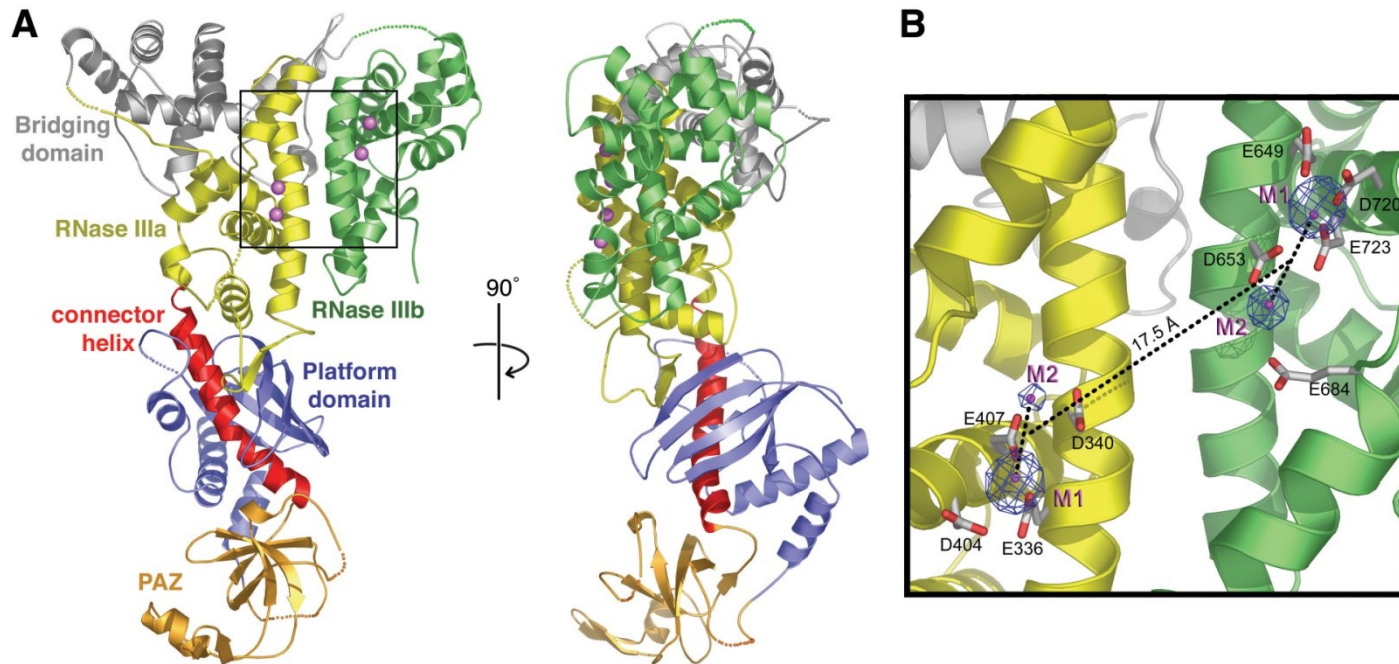 A
Bridging
domain
RNase IIIa
RNase IIIb
connector
helix
Platform
domain
PAZ
90°
B
E649
M1
D720
E723
D653
M2
17.5 Å
E684
M2
E407
D340
M1
D404
E336